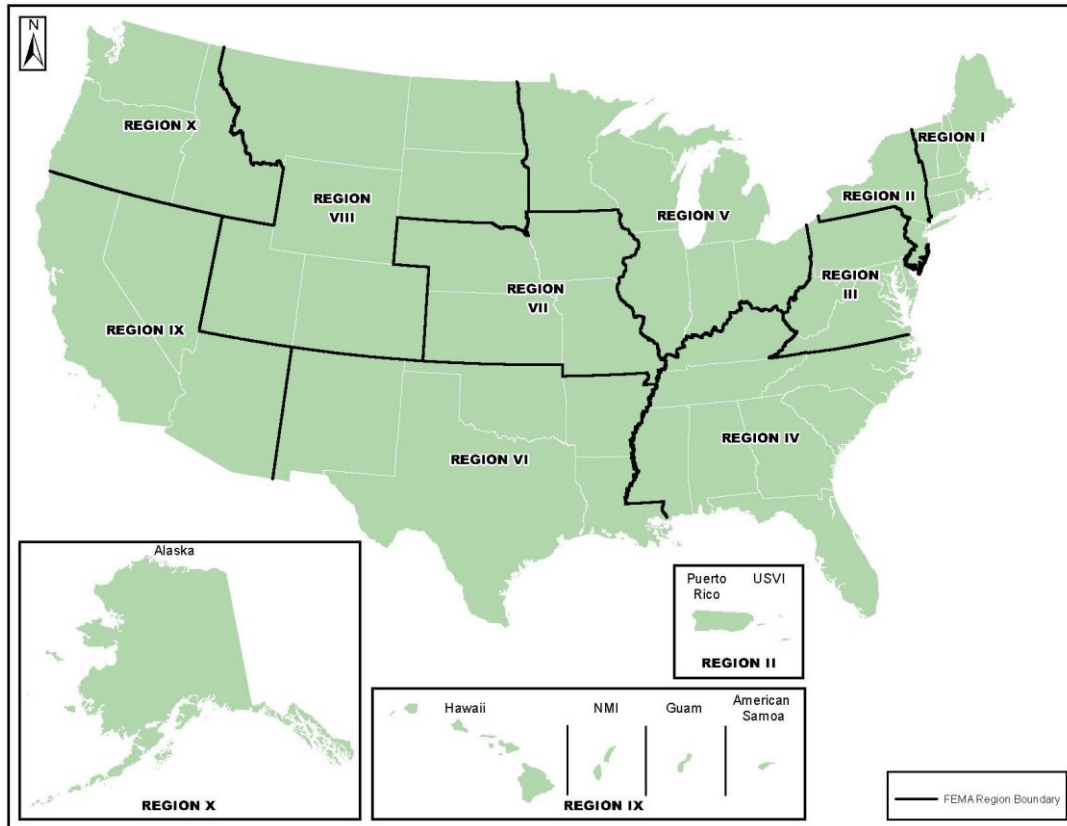 N
REGION X
REGION I
REGION II
REGION
VIII
REGION V
REGION
III
REGION
VII
REGION IX
REGION IV
REGION VI
Alaska
REGION X
Puerto
Rico
USVI
REGION II
Hawaii
NMI
Guam
American
Samoa
REGION IX
FEMA Region Boundary